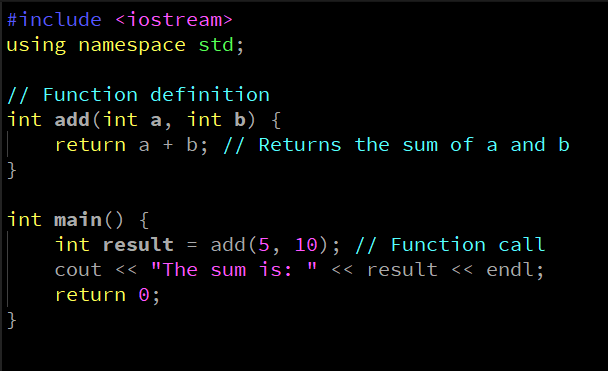 #include <iostream>
using namespace std;

// Function definition
int add(int a, int b) {
    return a + b; // Returns the sum of a and b
}

int main() {
    int result = add(5, 10); // Function call
    cout << "The sum is: " << result << endl;
    return 0;
}